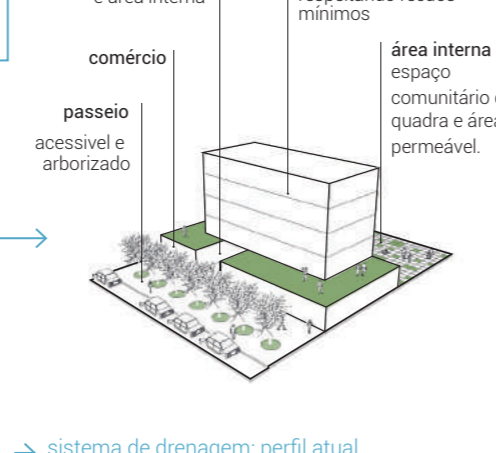 e área interna
respeitando recuos
mínimos
comércio
área interna
espaço
comunitário
quadra e área
permeável.
passeio
acessivel e
arborizado
sistema de drenagem: perfil atual